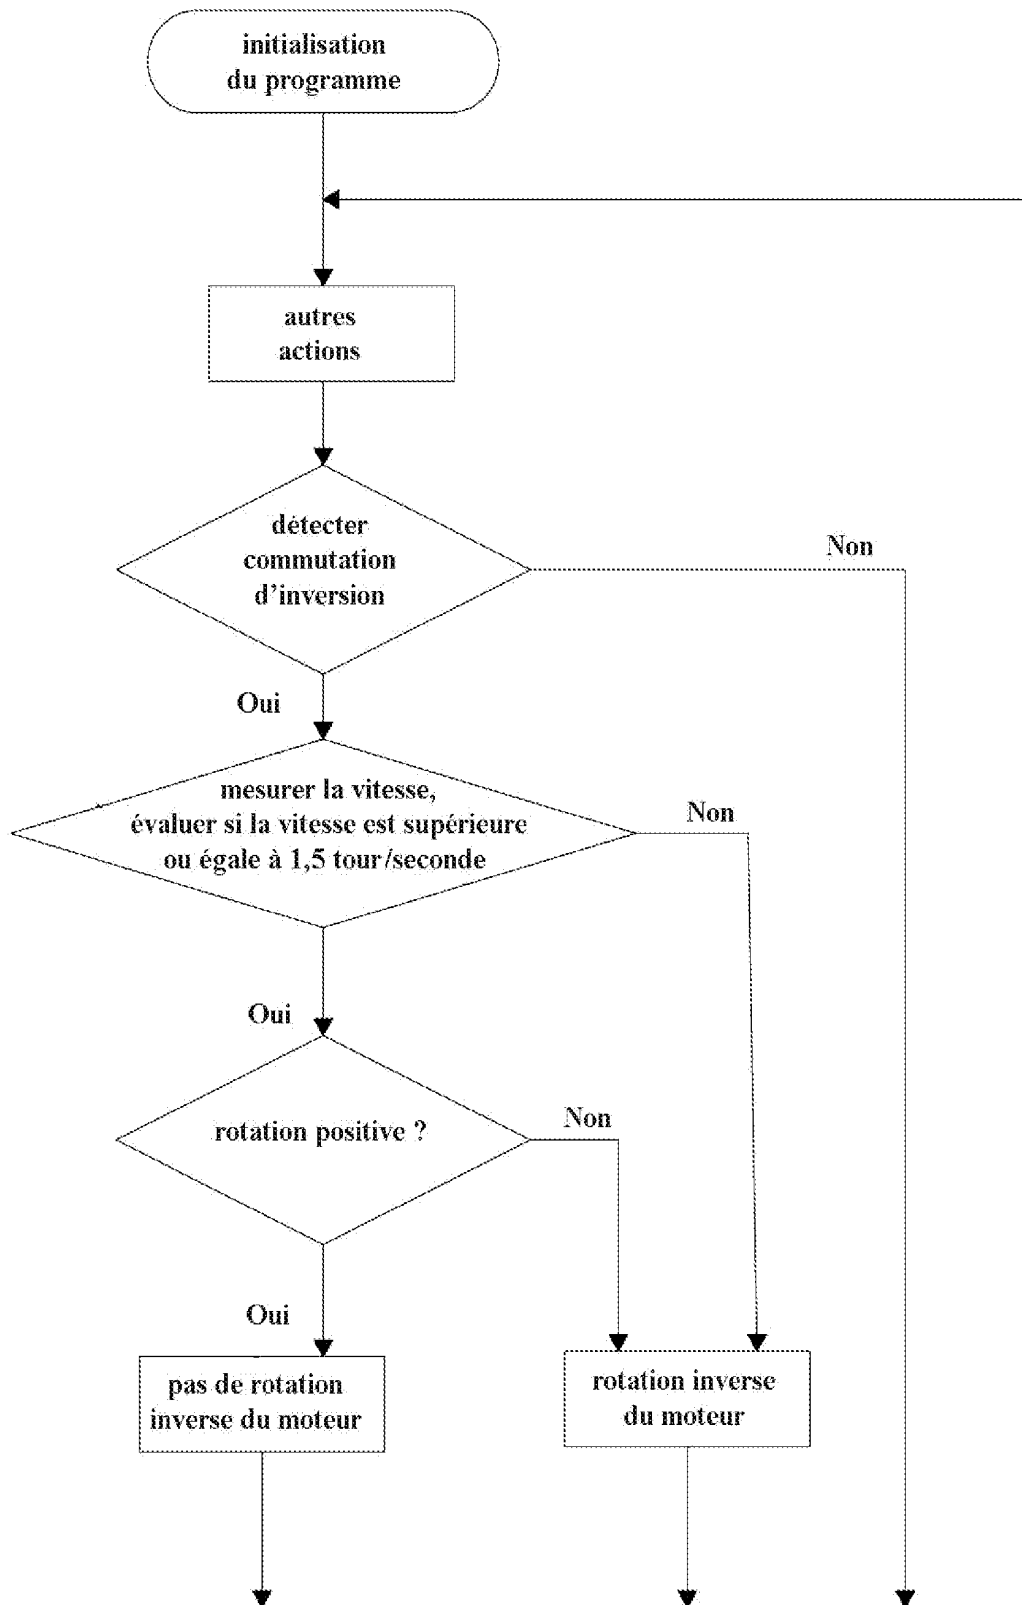 initialisation
du programme
autres
actions
détecter
commutation
d'inversion
Non
Oui
mesurer la vitesse,
évaluer si la vitesse est supérieure
ou égale à 1,5 tour/seconde
Non
Oui
rotation positive ?
Non
Oui
pas de rotation
inverse du moteur
rotation inverse
du moteur